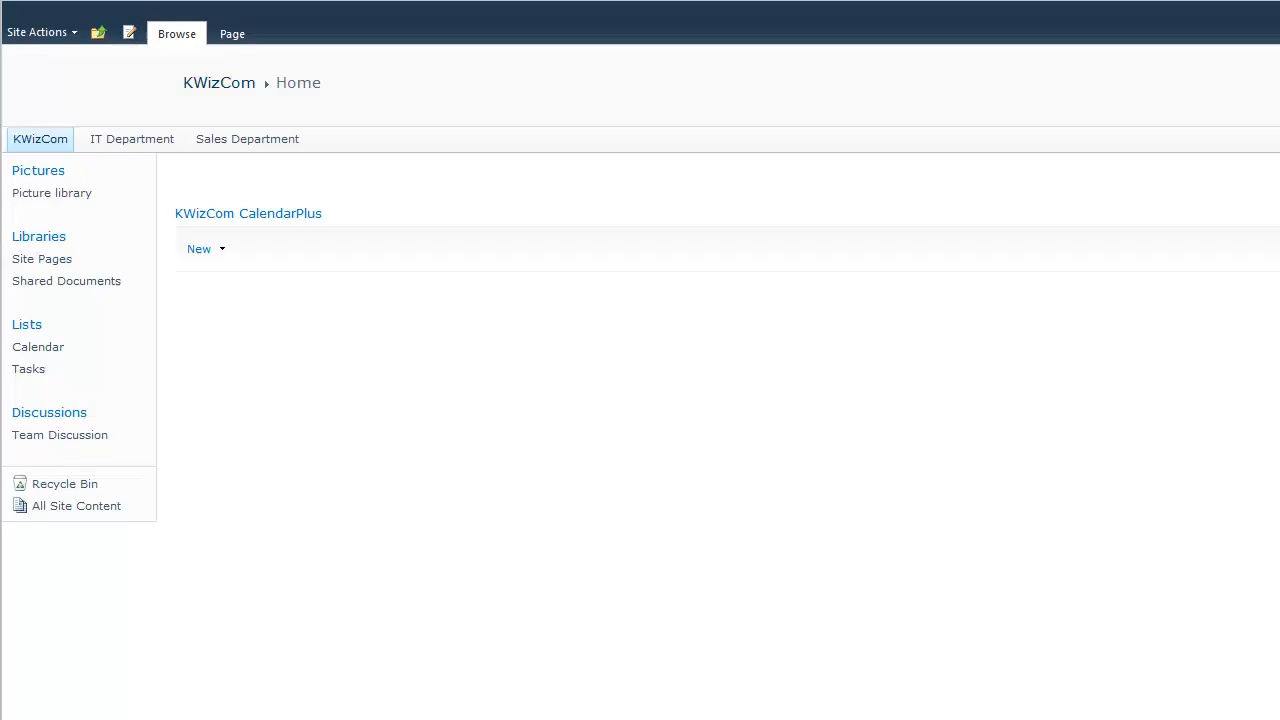 Site Actions
Browse
Page
KWizCom
Home
KWizCom
IT Department
Sales Department
Pictures
Picture library
Libraries
Site Pages
Shared Documents
Lists
Calendar
Tasks
Discussions
Team Discussion
Recycle Bin
All Site Content
KWizCom CalendarPlus
New